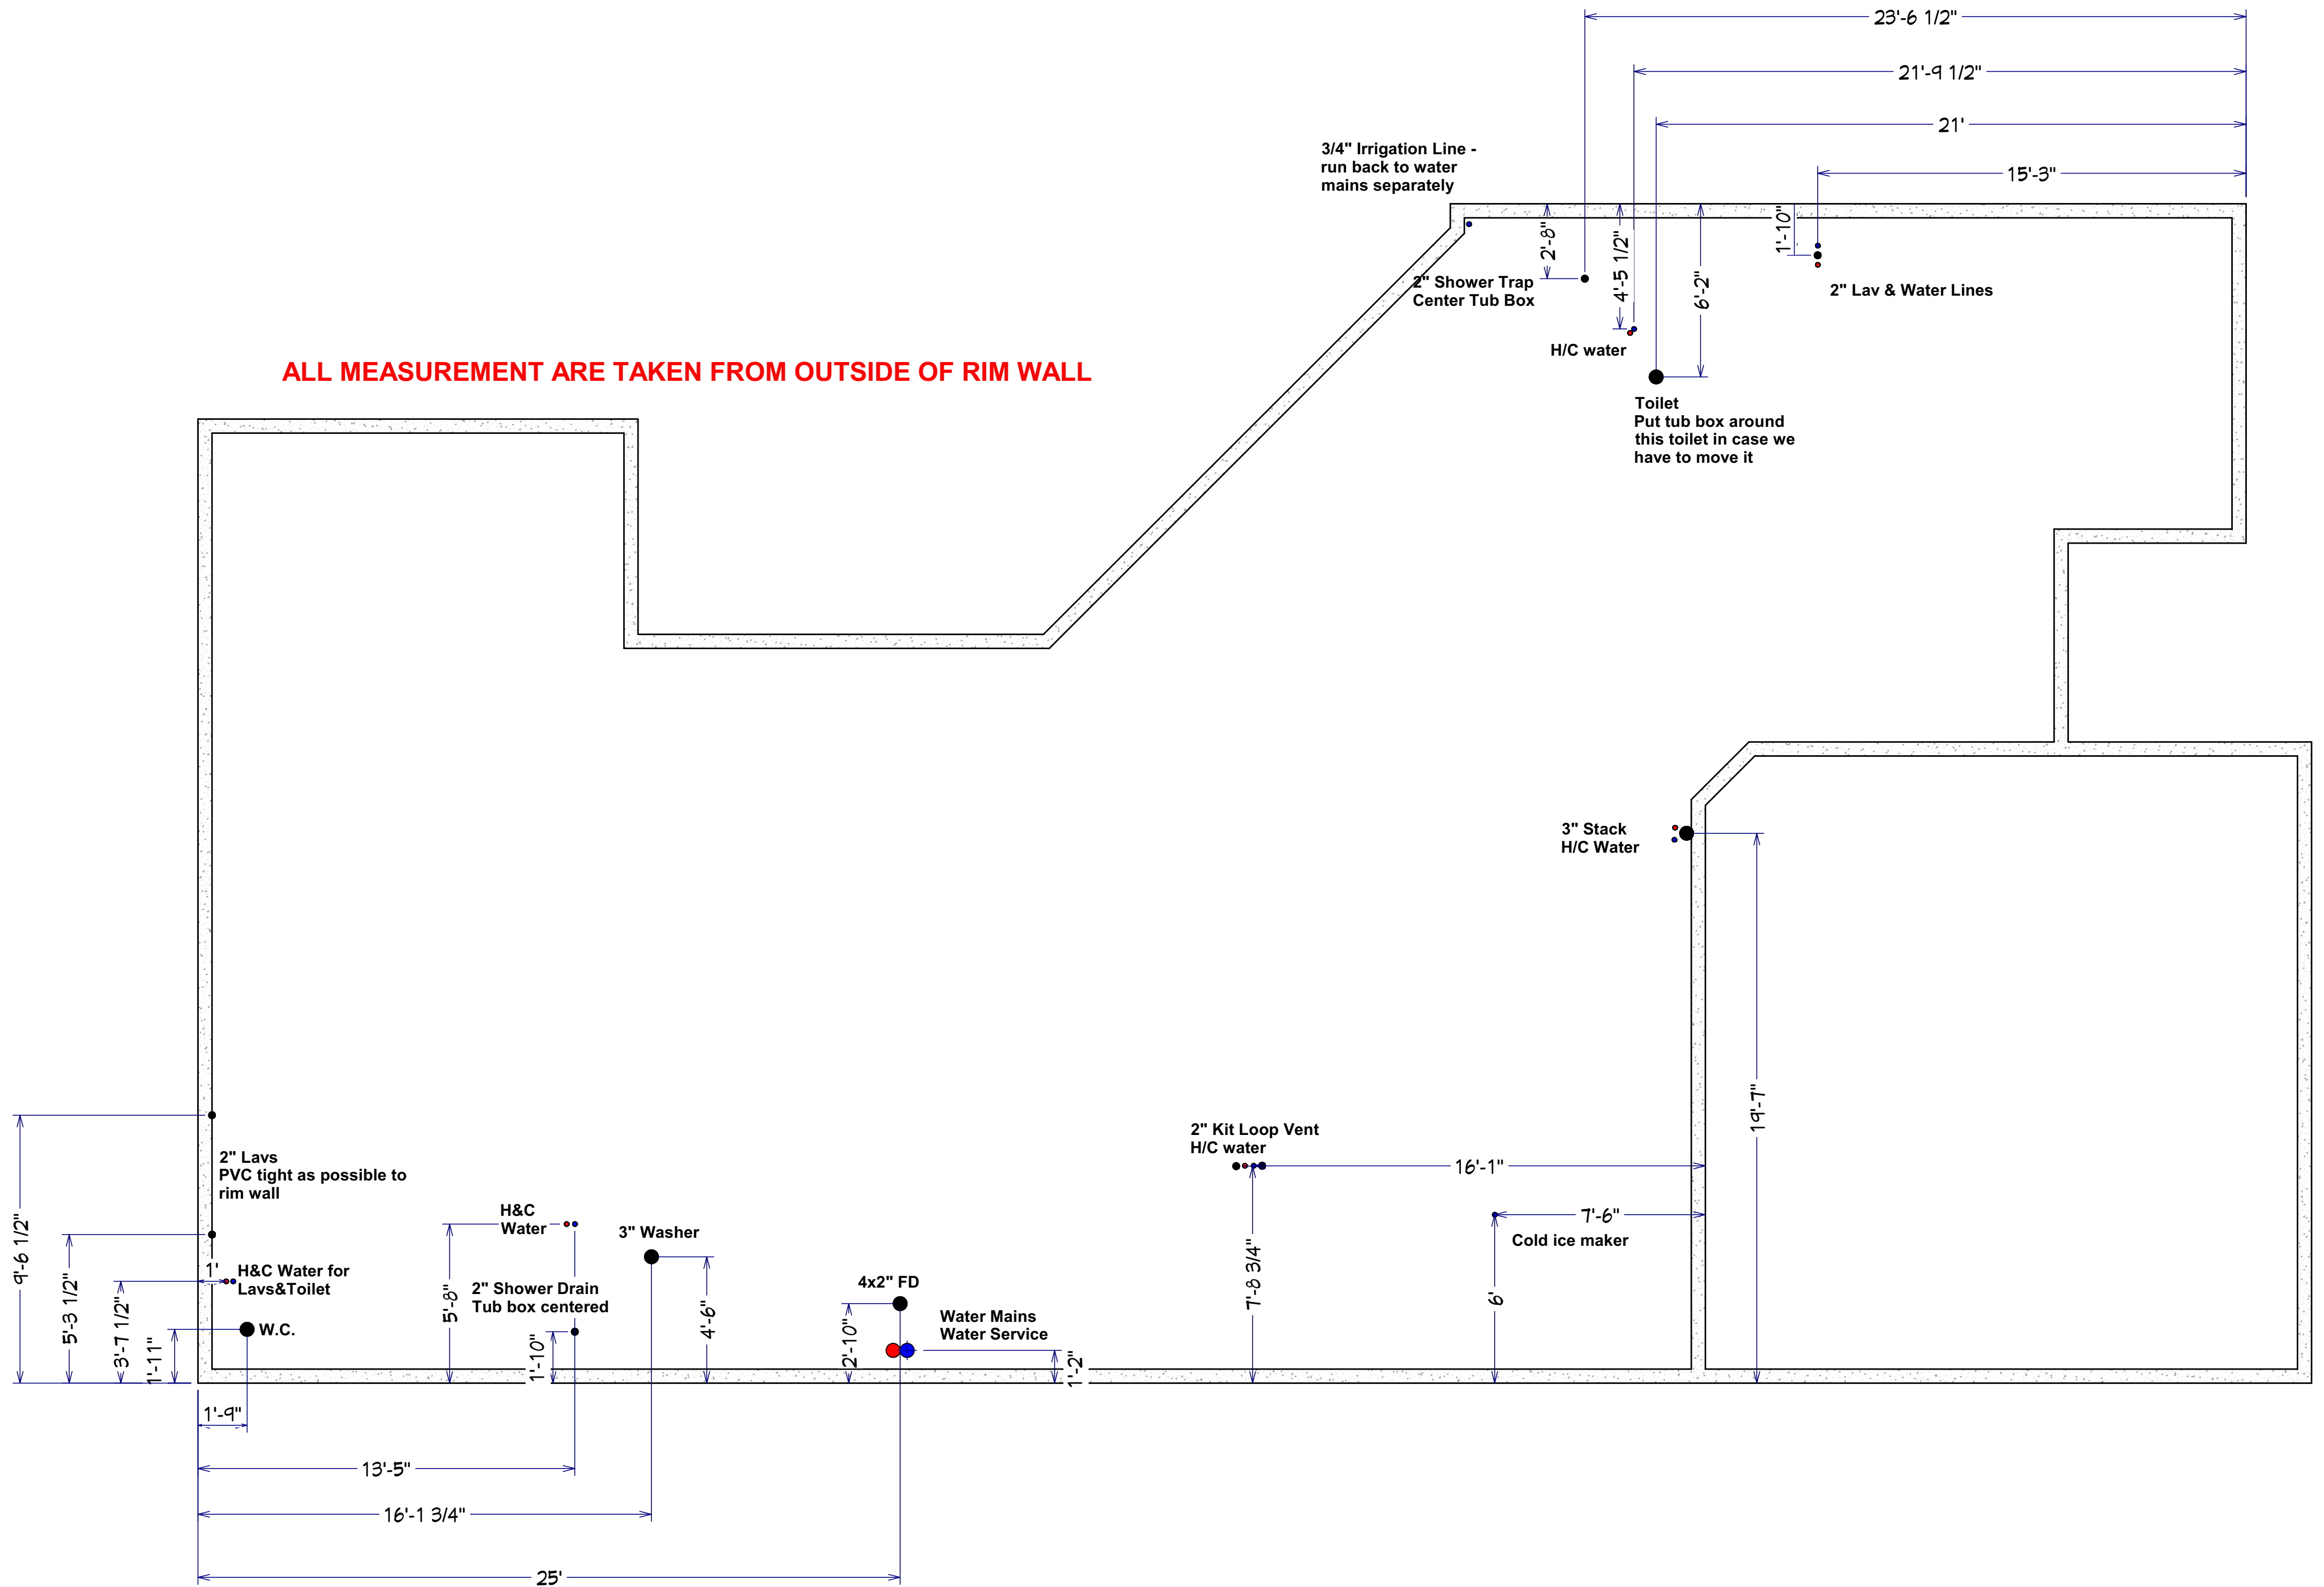 23'-6 1/2"
21'-9 1/2"
21'
15'-3"
3/4" Irrigation Line -
run back to water
mains separately
2'-8"
4'-5 1/2"
6'-2"
1'-10"
2" Shower Trap
Center Tub Box
2" Lav & Water Lines
H/C water
Toilet
Put tub box around
this toilet in case we
have to move it
ALL MEASUREMENT ARE TAKEN FROM OUTSIDE OF RIM WALL
3" Stack
H/C Water
19'-7"
2" Kit Loop Vent
H/C water
16'-1"
7'-6"
Cold ice maker
7'-8 3/4"
6'
2" Lavs
PVC tight as possible to
rim wall
9'-6 1/2"
5'-3 1/2"
3'-7 1/2"
1'-11"
1'
H&C Water for
Lavs&Toilet
W.C.
H&C
Water
5'-8"
2" Shower Drain
Tub box centered
1'-10"
3" Washer
4'-6"
4x2" FD
2'-10"
Water Mains
Water Service
1'-2"
1'-9"
13'-5"
16'-1 3/4"
25'